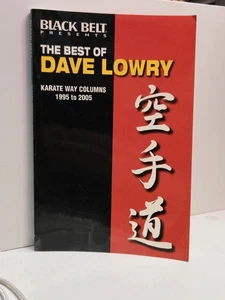 BLACK BELT
PRESENTS
THE BEST OF
DAVE LOWRY
KARATE WAY COLUMNS
1995 to 2005
空手道